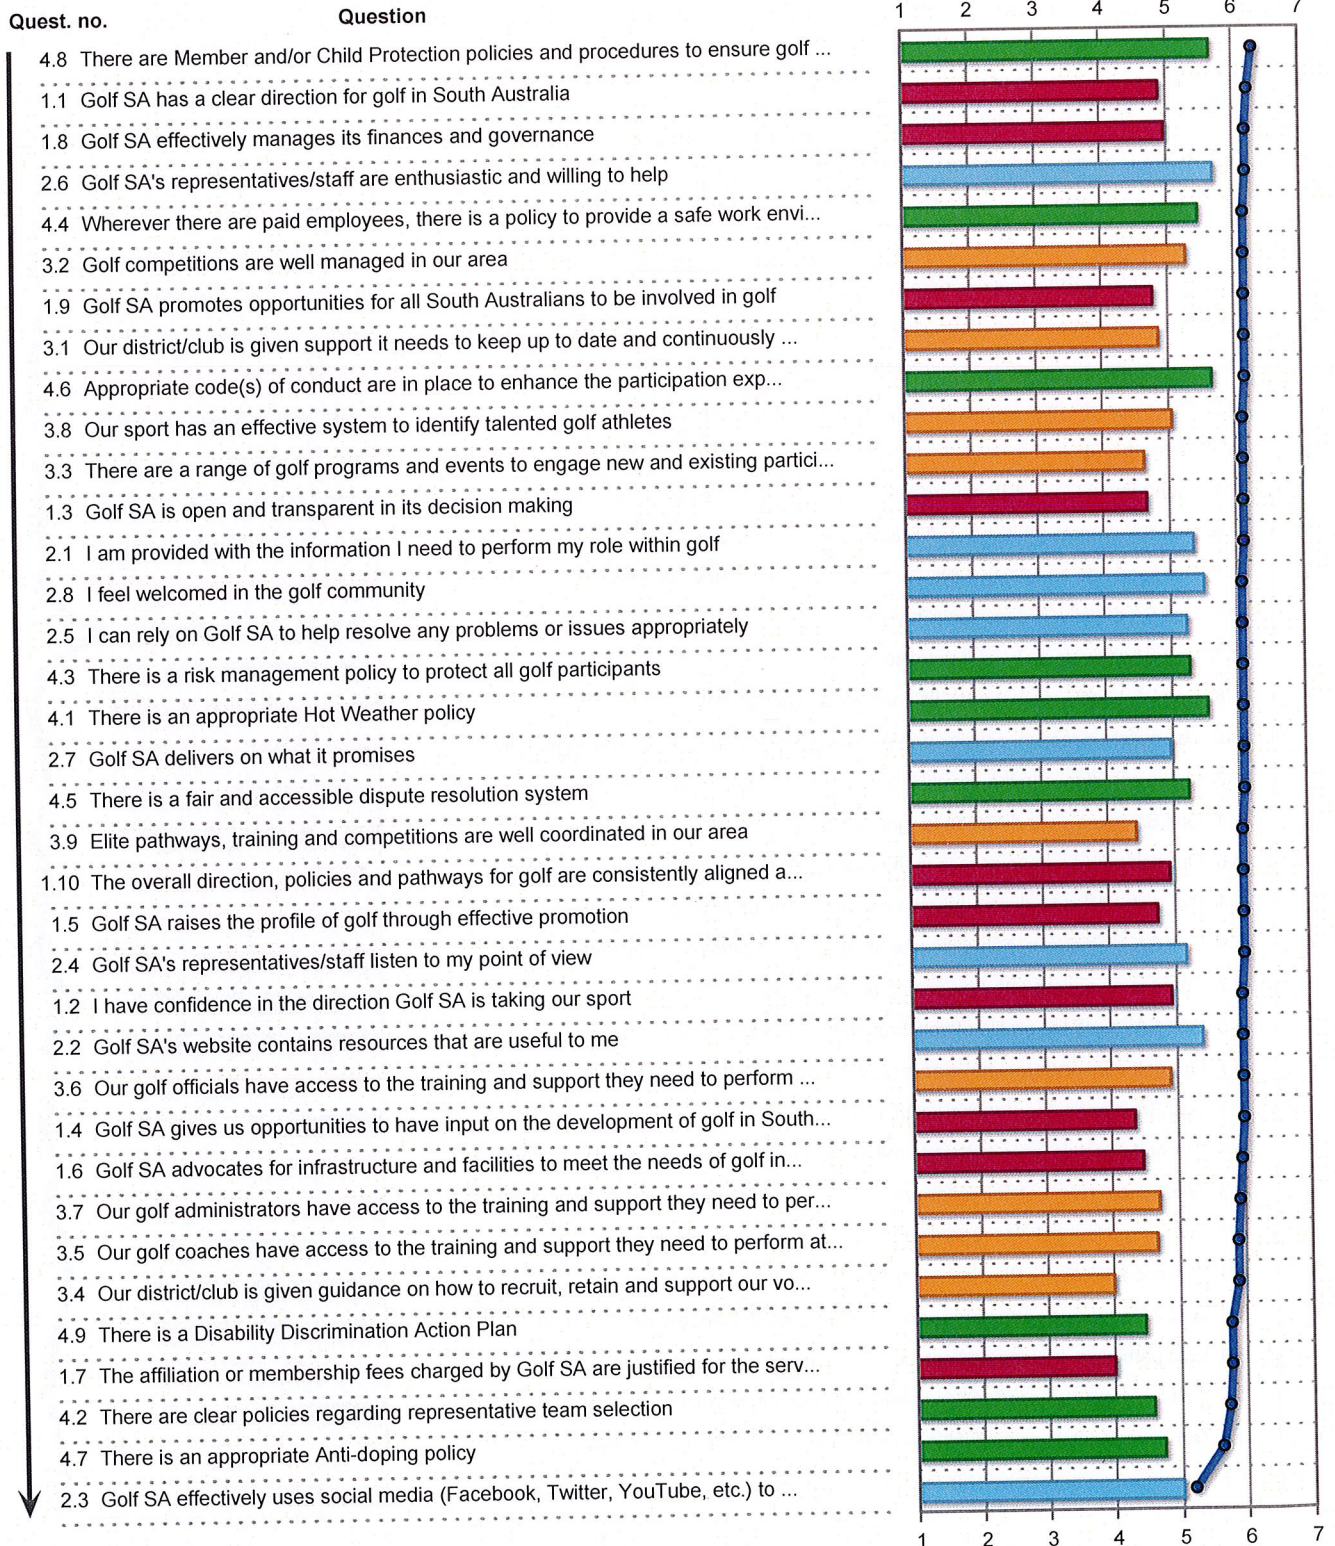 Quest. no. Question 1 2 3 4 5 6 7
4.8 There are Member and/or Child Protection policies and procedures to ensure golf ...
1.1 Golf SA has a clear direction for golf in South Australia
1.8 Golf SA effectively manages its finances and governance
2.6 Golf SA's representatives/staff are enthusiastic and willing to help
4.4 Wherever there are paid employees, there is a policy to provide a safe work envi...
3.2 Golf competitions are well managed in our area
1.9 Golf SA promotes opportunities for all South Australians to be involved in golf
3.1 Our district/club is given support it needs to keep up to date and continuously ...
4.6 Appropriate code(s) of conduct are in place to enhance the participation exp...
3.8 Our sport has an effective system to identify talented golf athletes
3.3 There are a range of golf programs and events to engage new and existing partici...
1.3 Golf SA is open and transparent in its decision making
2.1 I am provided with the information I need to perform my role within golf
2.8 I feel welcomed in the golf community
2.5 I can rely on Golf SA to help resolve any problems or issues appropriately
4.3 There is a risk management policy to protect all golf participants
4.1 There is an appropriate Hot Weather policy
2.7 Golf SA delivers on what it promises
4.5 There is a fair and accessible dispute resolution system
3.9 Elite pathways, training and competitions are well coordinated in our area
1.10 The overall direction, policies and pathways for golf are consistently aligned a...
1.5 Golf SA raises the profile of golf through effective promotion
2.4 Golf SA's representatives/staff listen to my point of view
1.2 I have confidence in the direction Golf SA is taking our sport
2.2 Golf SA's website contains resources that are useful to me
3.6 Our golf officials have access to the training and support they need to perform ...
1.4 Golf SA gives us opportunities to have input on the development of golf in South...
1.6 Golf SA advocates for infrastructure and facilities to meet the needs of golf in...
3.7 Our golf administrators have access to the training and support they need to per...
3.5 Our golf coaches have access to the training and support they need to perform at...
3.4 Our district/club is given guidance on how to recruit, retain and support our vo...
4.9 There is a Disability Discrimination Action Plan
1.7 The affiliation or membership fees charged by Golf SA are justified for the serv...
4.2 There are clear policies regarding representative team selection
4.7 There is an appropriate Anti-doping policy
2.3 Golf SA effectively uses social media (Facebook, Twitter, YouTube, etc.) to ...
1 2 3 4 5 6 7